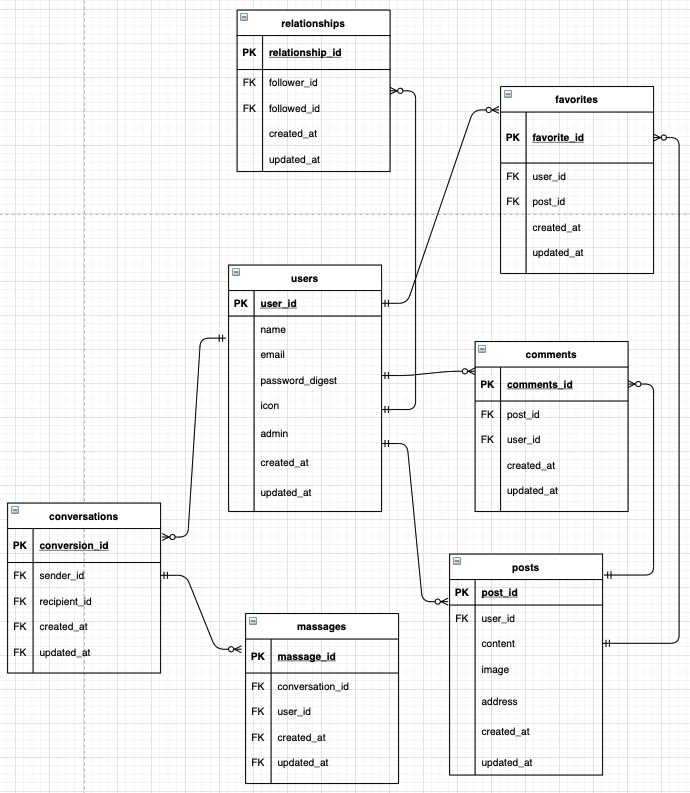 relationships
PK relationship_id
FK follower_id
FK followed_id
created_at
updated_at
favorites
PK favorite_id
FK user_id
FK post_id
created_at
updated_at
users
PK user_id
name
email
password_digest
icon
admin
created_at
updated_at
comments
PK comments_id
FK post_id
FK user_id
created_at
updated_at
conversations
PK conversion_id
FK sender_id
FK recipient_id
FK created_at
FK updated_at
posts
PK post_id
FK user_id
content
image
address
created_at
updated_at
massages
PK massage_id
FK conversation_id
FK user_id
FK created_at
FK updated_at